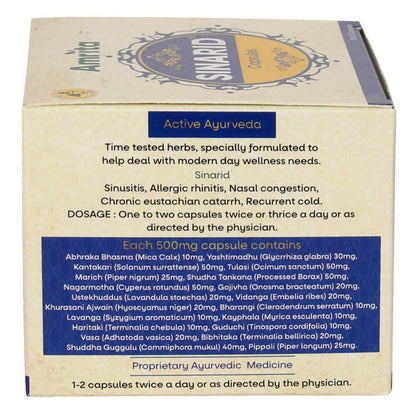 Amrita
SINARID
Capsules
Active Ayurveda
Time tested herbs, specially formulated to
help deal with modern day wellness needs.
Sinarid
Sinusitis, Allergic rhinitis, Nasal congestion,
Chronic eustachian catarrh, Recurrent cold.
DOSAGE : One to two capsules twice or thrice a day or as
directed by the physician.
Each 500mg capsule contains
Abhraka Bhasma (Mica Calx) 10mg, Yashtimadhu (Glycrrhiza glabra) 30mg,
Kantakari (Solanum surrattense) 50mg, Tulasi (Ocimum sanctum) 50mg,
Marich (Piper nigrum) 25mg, Shudha Tankana (Processed Borax) 50mg,
Nagarmotha (Cyperus rotundus) 50mg, Gojivha (Onosma bracteatum) 20mg,
Ustekhuddus (Lavandula stoechas) 20mg, Vidanga (Embelia ribes) 20mg,
Khurasani Ajwain (Hyoscyamus niger) 20mg, Bharangi (Clerodendrum serratum) 10mg,
Lavanga (Syzygium aromaticum) 10mg, Kayphala (Myrica esculenta) 10mg,
Haritaki (Terminalia chebula) 10mg, Guduchi (Tinospora cordifolia) 10mg,
Vasa (Adhatoda vasica) 20mg, Bibhitaka (Terminalia bellirica) 20mg,
Shuddha Guggulu (Commiphora mukul) 40mg, Pippali (Piper longum) 25mg.
Proprietary Ayurvedic Medicine
1-2 capsules twice a day or as directed by the physician.